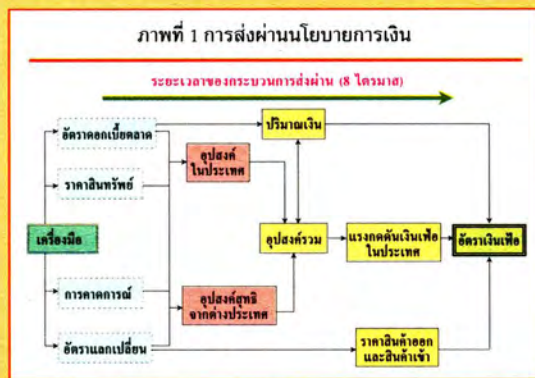 ภาพที่ 1 การส่งผ่านนโยบายการเงิน
ระยะเวลาของกระบวนการส่งผ่าน (8 ไตรมาส)
อัตราดอกเบี้ยตลาด
ปริมาณเงิน
อุปสงค์
ในประเทศ
ราคาสินทรัพย์
เครื่องมือ
อุปสงค์รวม
แรงกดดันเงินเฟ้อ
ในประเทศ
อัตราเงินเฟ้อ
การคาดการณ์
อุปสงค์สุทธิ
จากต่างประเทศ
อัตราแลกเปลี่ยน
ราคาสินค้าออก
และสินค้าเข้า